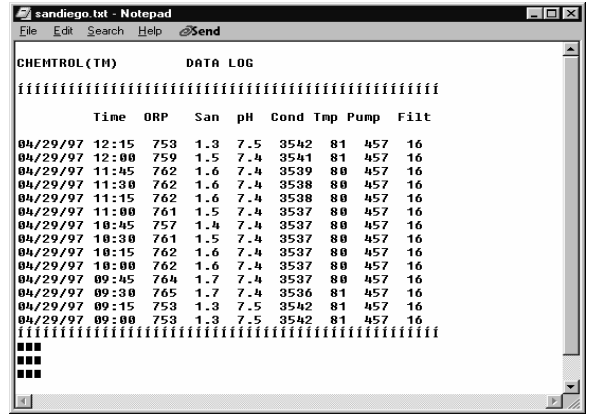 sandiego.txt - Notepad
File Edit Search Help Send
CHEMTROL(TM) DATA LOG
íííííííííííííííííííííííííííííííííííííííííííííííííí
Time ORP San pH Cond Tmp Pump Filt
04/29/97 12:15 753 1.3 7.5 3542 81 457 16
04/29/97 12:00 759 1.5 7.4 3541 81 457 16
04/29/97 11:45 762 1.6 7.4 3539 80 457 16
04/29/97 11:30 762 1.6 7.4 3538 80 457 16
04/29/97 11:15 762 1.6 7.4 3538 80 457 16
04/29/97 11:00 761 1.5 7.4 3537 80 457 16
04/29/97 10:45 757 1.4 7.4 3537 80 457 16
04/29/97 10:30 761 1.5 7.4 3537 80 457 16
04/29/97 10:15 762 1.6 7.4 3537 80 457 16
04/29/97 10:00 762 1.6 7.4 3537 80 457 16
04/29/97 09:45 764 1.7 7.4 3537 80 457 16
04/29/97 09:30 765 1.7 7.4 3536 81 457 16
04/29/97 09:15 753 1.3 7.5 3542 81 457 16
04/29/97 09:00 753 1.3 7.5 3542 81 457 16
íííííííííííííííííííííííííííííííííííííííííííííííííí
■■■
■■■
■■■